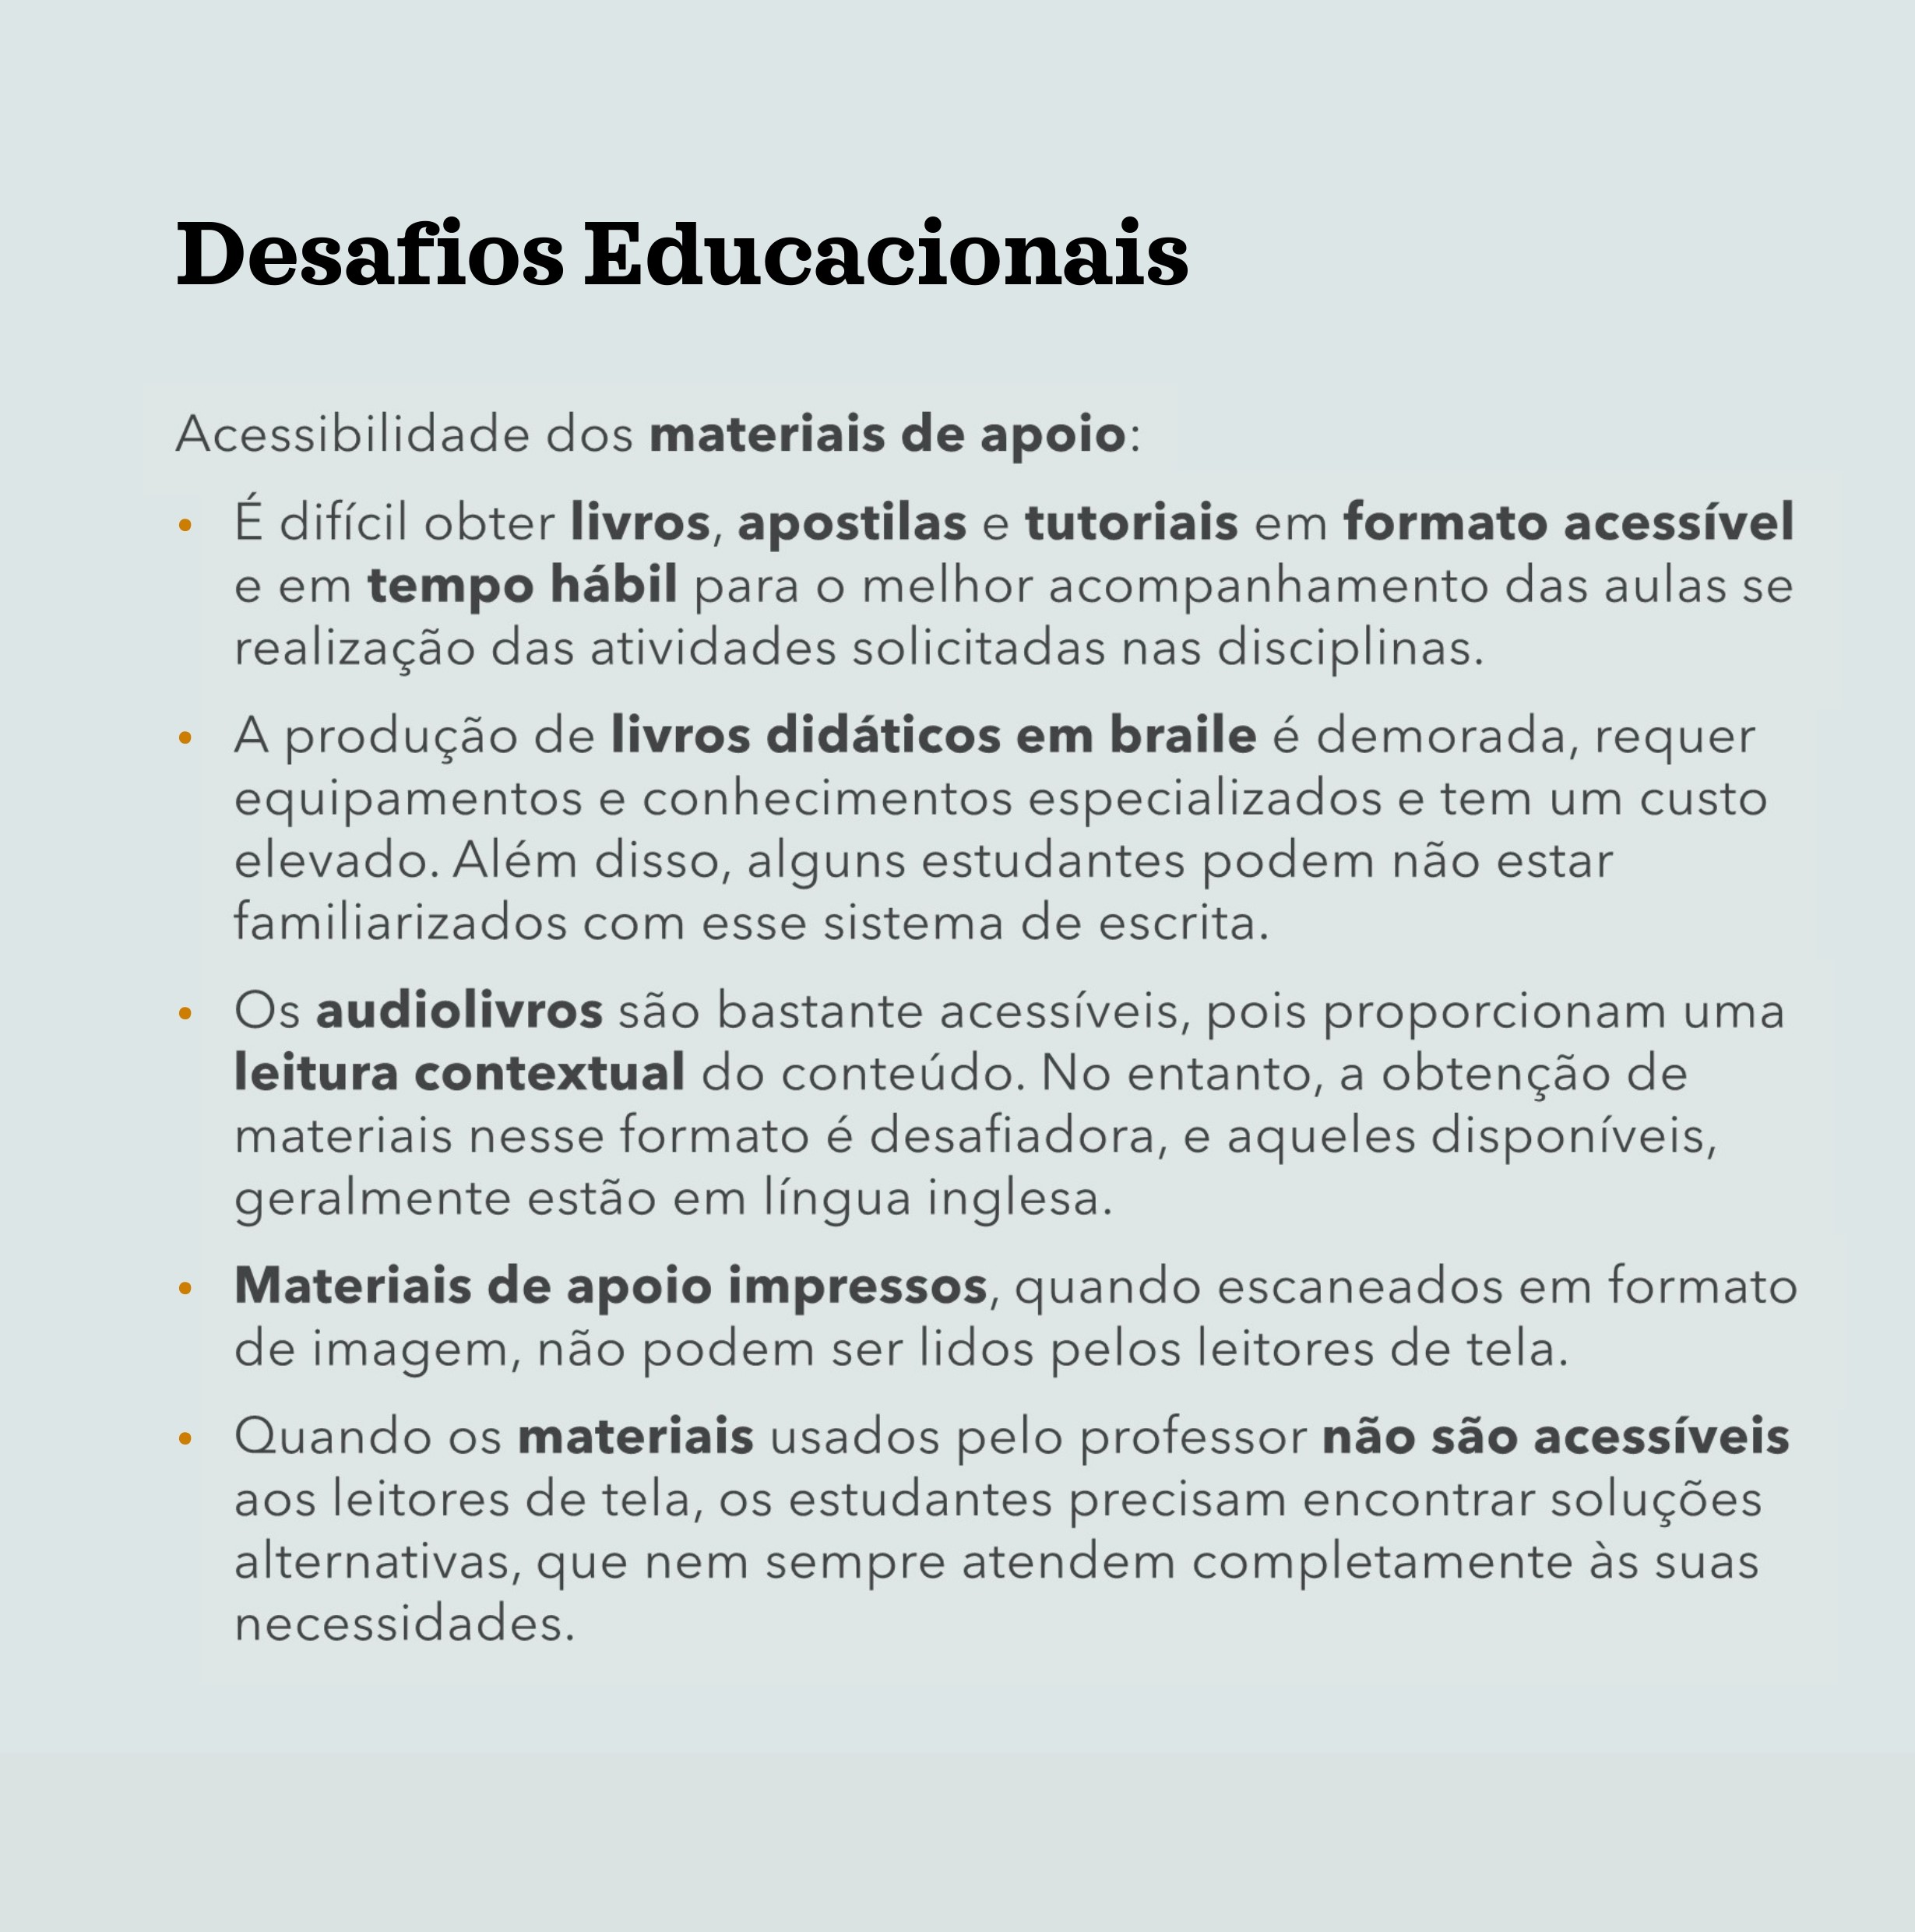 Desafios Educacionais
Acessibilidade dos materiais de apoio:
• É difícil obter livros, apostilas e tutoriais em formato acessível
e em tempo hábil para o melhor acompanhamento das aulas se
realização das atividades solicitadas nas disciplinas.
• A produção de livros didáticos em braile é demorada, requer
equipamentos e conhecimentos especializados e tem um custo
elevado. Além disso, alguns estudantes podem não estar
familiarizados com esse sistema de escrita.
• Os audiolivros são bastante acessíveis, pois proporcionam uma
leitura contextual do conteúdo. No entanto, a obtenção de
materiais nesse formato é desafiadora, e aqueles disponíveis,
geralmente estão em língua inglesa.
• Materiais de apoio impressos, quando escaneados em formato
de imagem, não podem ser lidos pelos leitores de tela.
• Quando os materiais usados pelo professor não são acessíveis
aos leitores de tela, os estudantes precisam encontrar soluções
alternativas, que nem sempre atendem completamente às suas
necessidades.